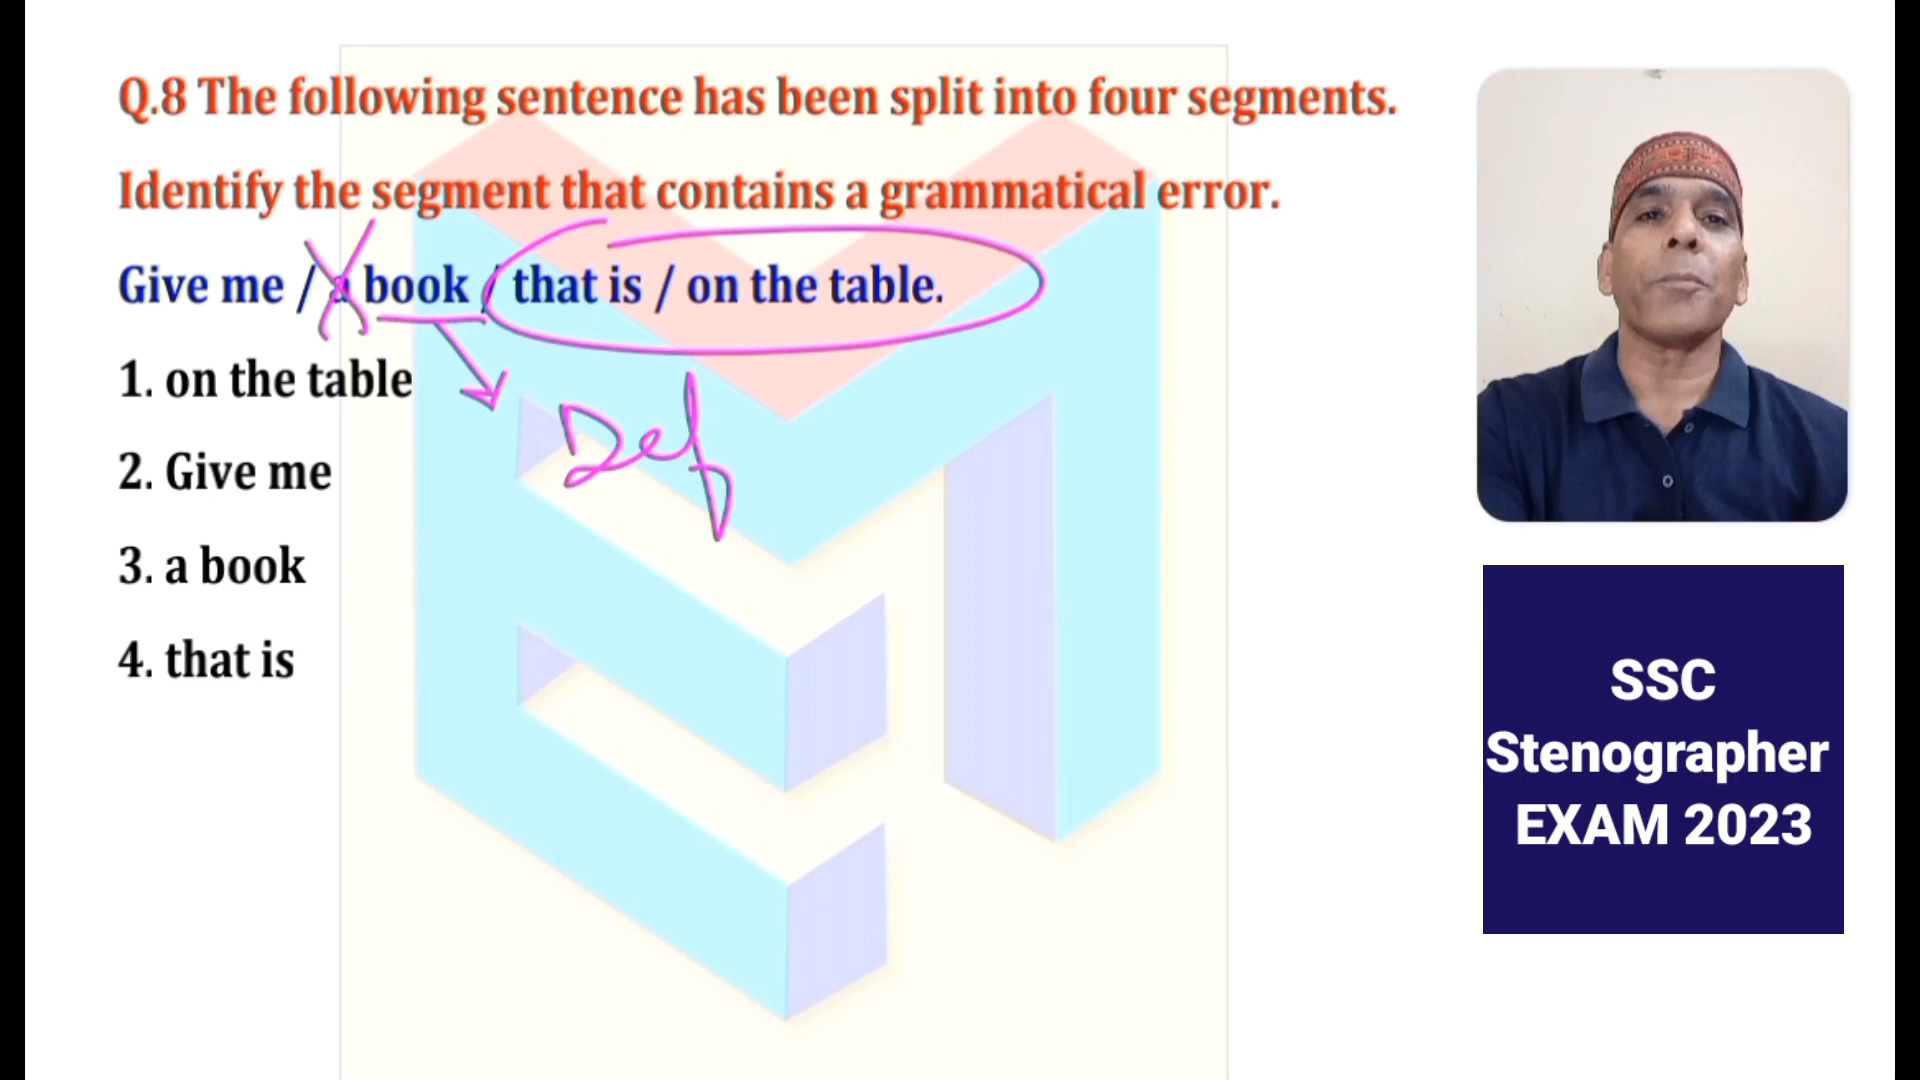 Q.8 The following sentence has been split into four segments.
Identify the segment that contains a grammatical error.
Give me / a book / that is / on the table.
1. on the table
Def
2. Give me
3. a book
4. that is
SSC
Stenographer
EXAM 2023